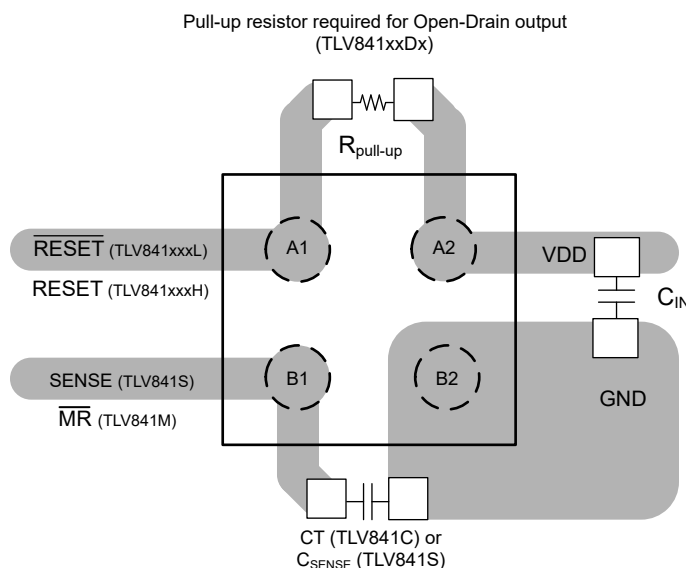 Pull-up resistor required for Open-Drain output
(TLV841xxDx)
Rpull-up
RESET (TLV841xxxL)
A1
A2
VDD
RESET (TLV841xxxH)
CIN
SENSE (TLV841S)
B1
B2
GND
MR (TLV841M)
CT (TLV841C) or
CSENSE (TLV841S)